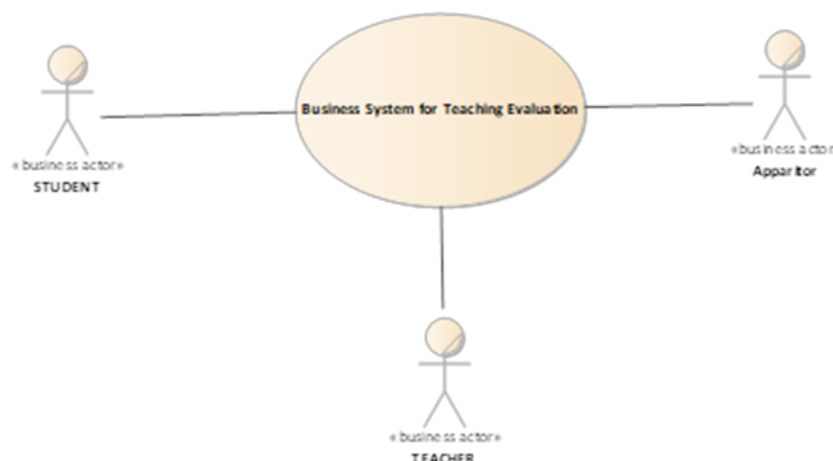 Business System for Teaching Evaluation
«business actor»
STUDENT
«business actor
Apparitor
«business actor»
TEACHER